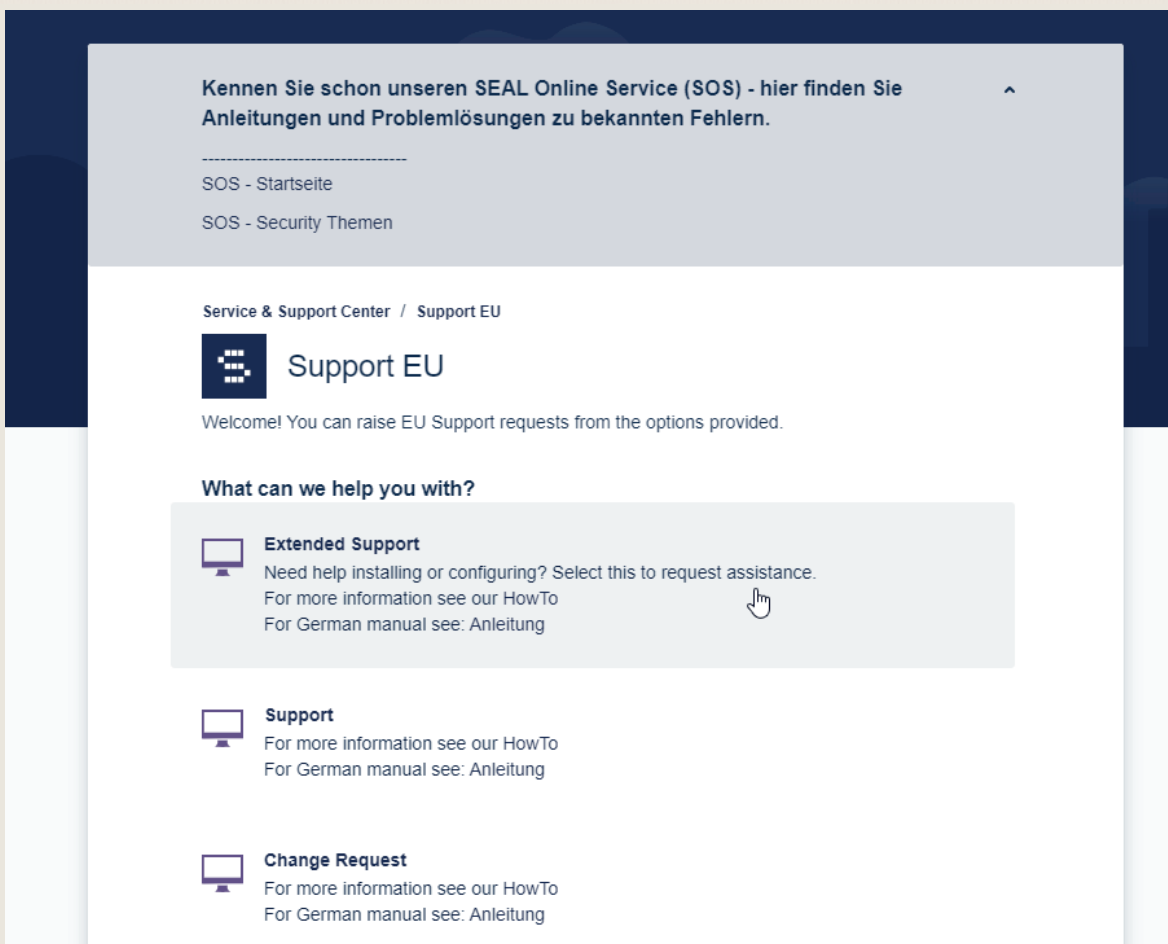 Kennen Sie schon unseren SEAL Online Service (SOS) - hier finden Sie
Anleitungen und Problemlösungen zu bekannten Fehlern.
----------------------------------
SOS - Startseite
SOS - Security Themen
Service & Support Center / Support EU
Support EU
Welcome! You can raise EU Support requests from the options provided.
What can we help you with?
Extended Support
Need help installing or configuring? Select this to request assistance.
For more information see our HowTo
For German manual see: Anleitung
Support
For more information see our HowTo
For German manual see: Anleitung
Change Request
For more information see our HowTo
For German manual see: Anleitung